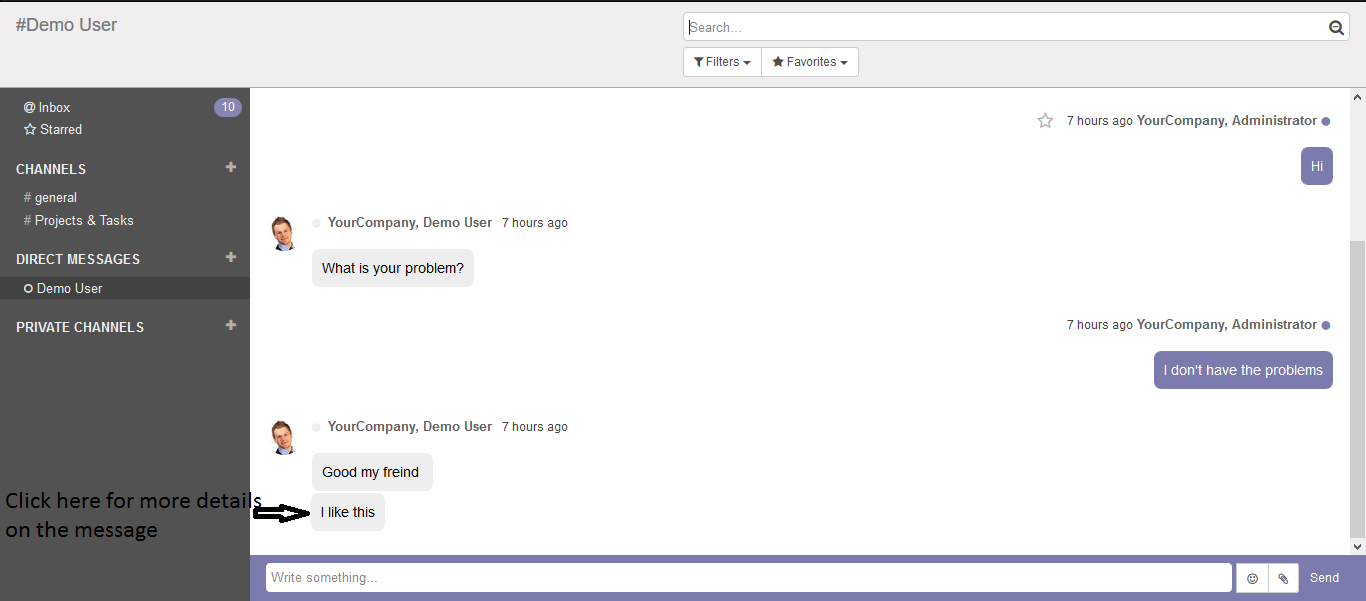 #Demo User
Search...
Filters
Favorites
Inbox 10
Starred
CHANNELS +
# general
# Projects & Tasks
DIRECT MESSAGES +
Demo User
PRIVATE CHANNELS +
7 hours ago YourCompany, Administrator
Hi
YourCompany, Demo User 7 hours ago
What is your problem?
7 hours ago YourCompany, Administrator
I don't have the problems
YourCompany, Demo User 7 hours ago
Good my freind
I like this
Click here for more details
on the message
Write something...
Send